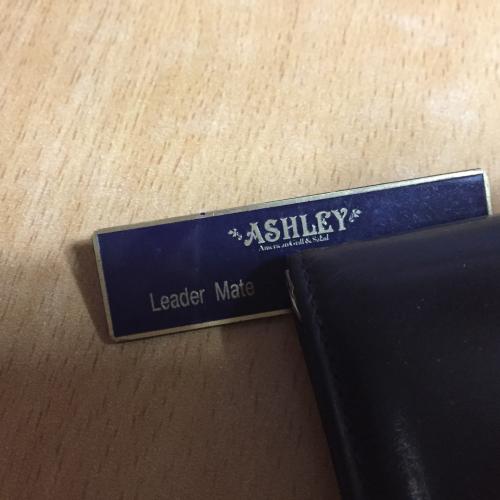 ASHLEY
American Grill & Salad
Leader Mate